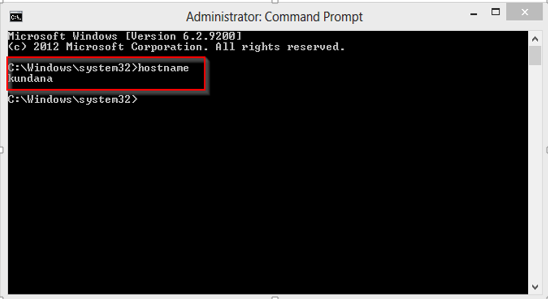 Administrator: Command Prompt
Microsoft Windows [Version 6.2.9200]
(c) 2012 Microsoft Corporation. All rights reserved.
C:\Windows\system32>hostname
kundana
C:\Windows\system32>